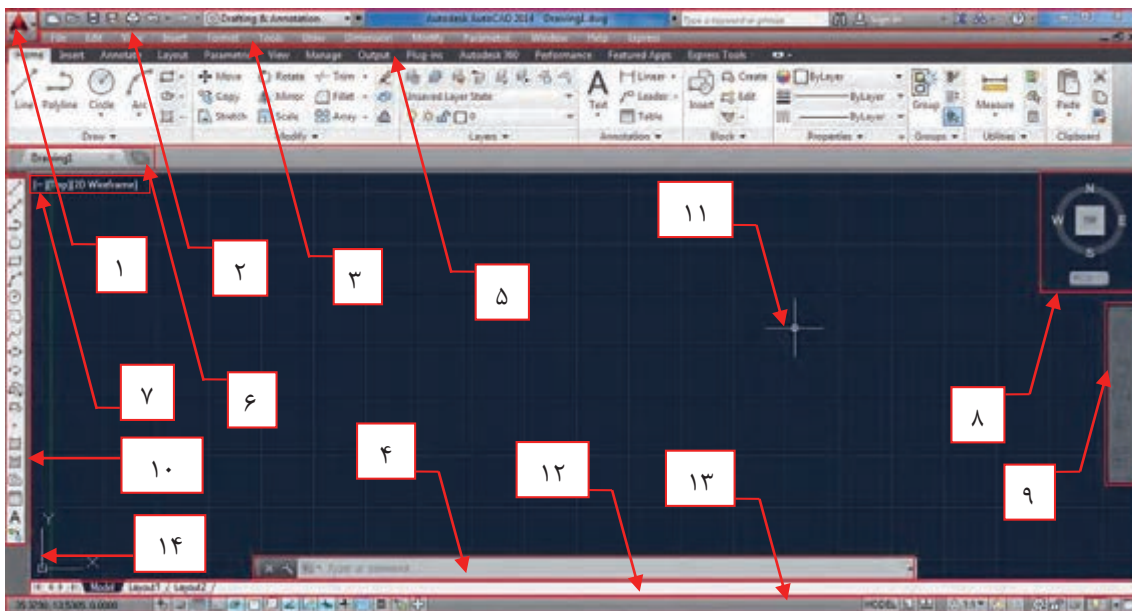 Drafting & Annotation Autodesk AutoCAD 2014 Drawing1.dwg Type a keyword or phrase Sign In
File Edit View Insert Format Tools Draw Dimension Modify Parametric Window Help Express
Home Insert Annotate Layout Parametric View Manage Output Plug-ins Autodesk 360 Performance Featured Apps Express Tools
Move Rotate Trim Linear Create ByLayer
Line Polyline Circle Arc Copy Mirror Fillet Unsaved Layer State Text Leader Insert Edit ByLayer Group Measure Paste
Stretch Scale Array 0 Table ByLayer
Draw Modify Layers Annotation Block Properties Groups Utilities Clipboard
Drawing1
[-][Top][2D Wireframe]
N
W TOP E
S
۱۱
۱
۲
۳
۵
۷
۶
۸
۴
۱۰
۱۲
۱۳
۹
A
Y
۱۴
X
Type a command
Model Layout1 Layout2
MODEL 1:1